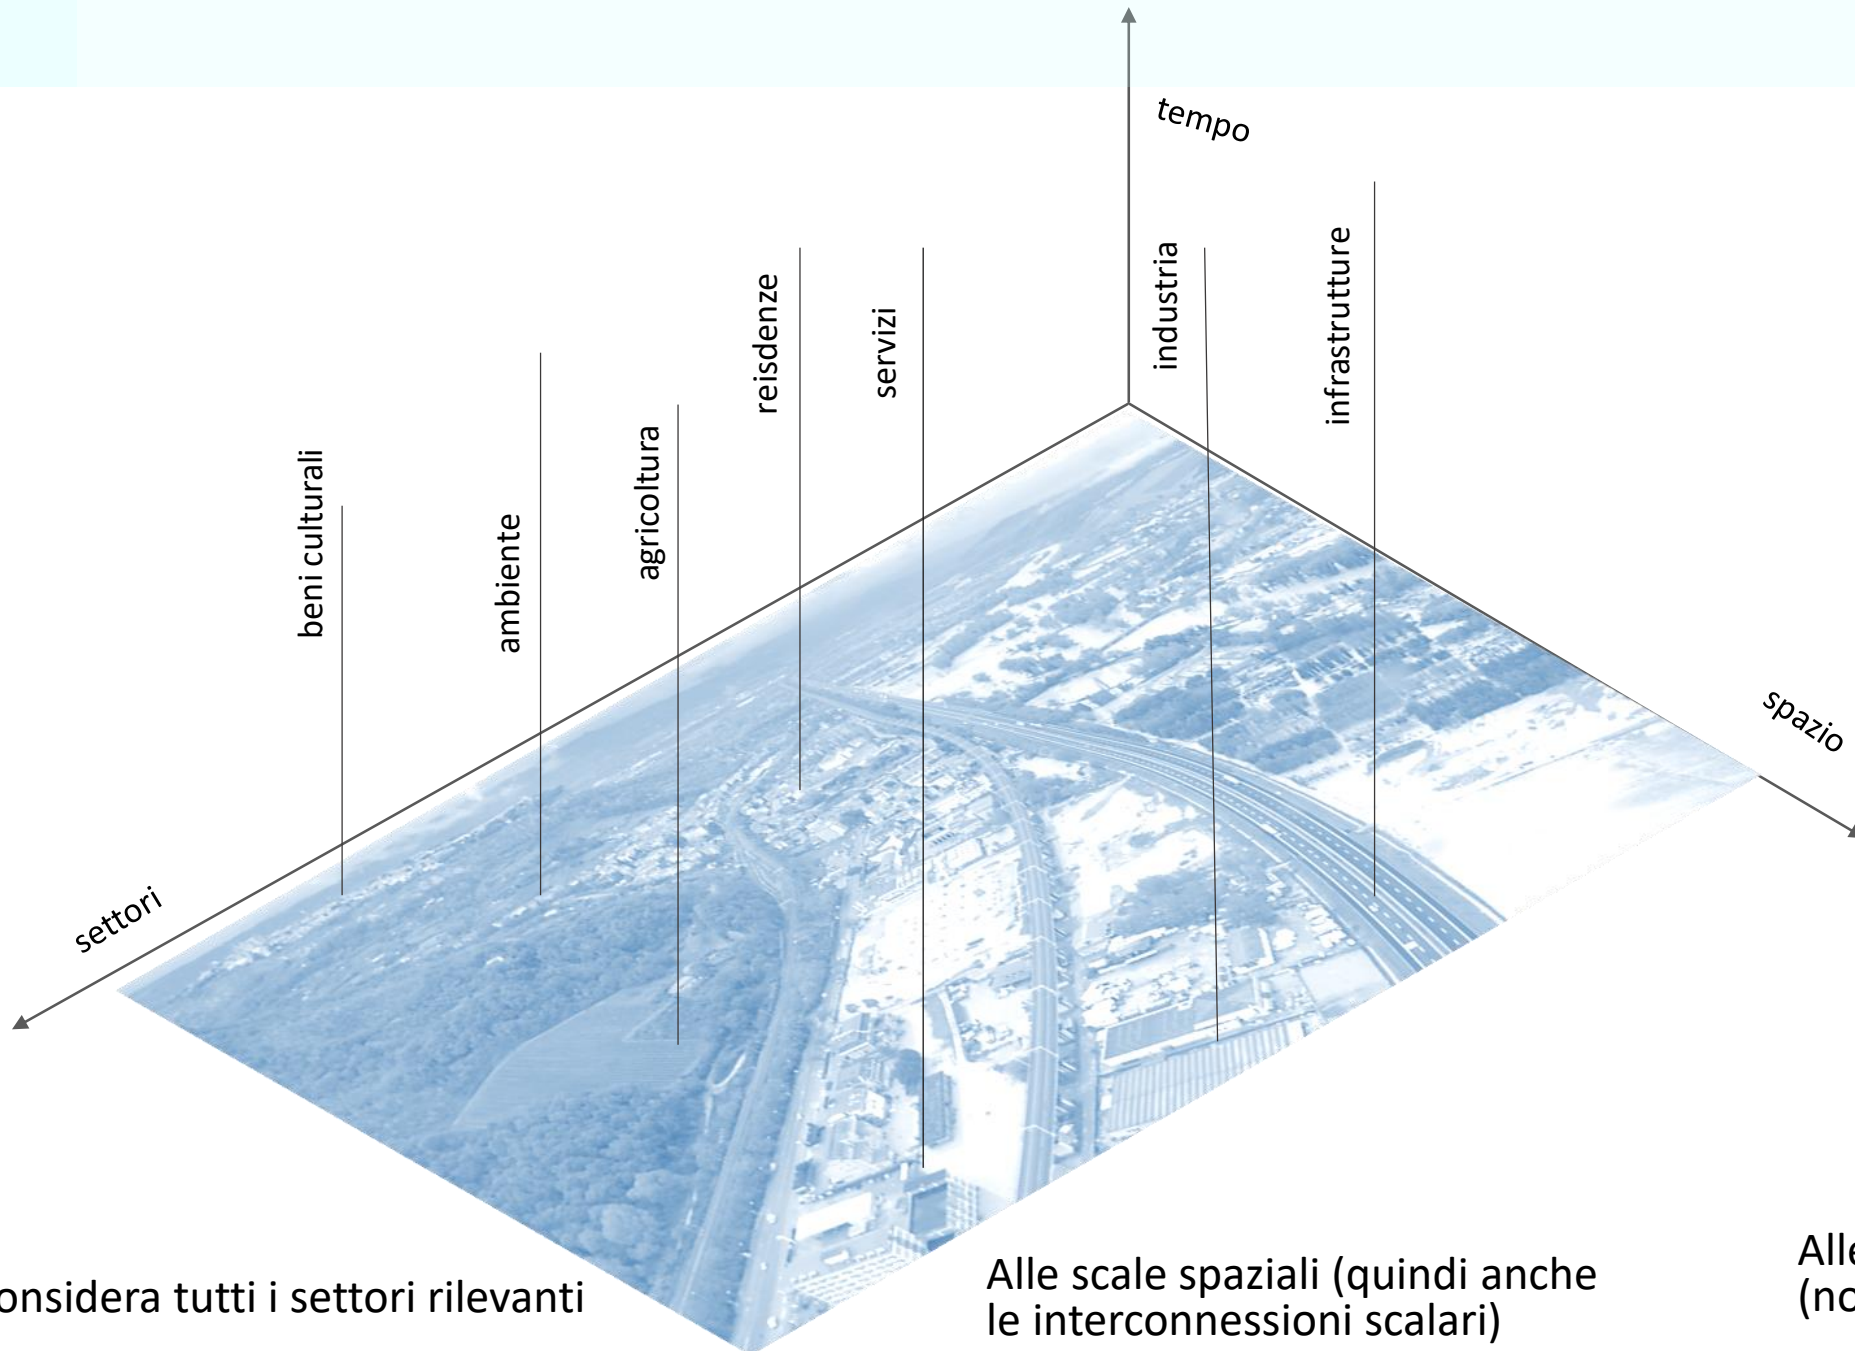 tempo
infrastrutture
industria
reisdenze
servizi
agricoltura
beni culturali
ambiente
spazio
settori
onsidera tutti i settori rilevanti
Alle scale spaziali (quindi anche
le interconnessioni scalari)
Alle
(no